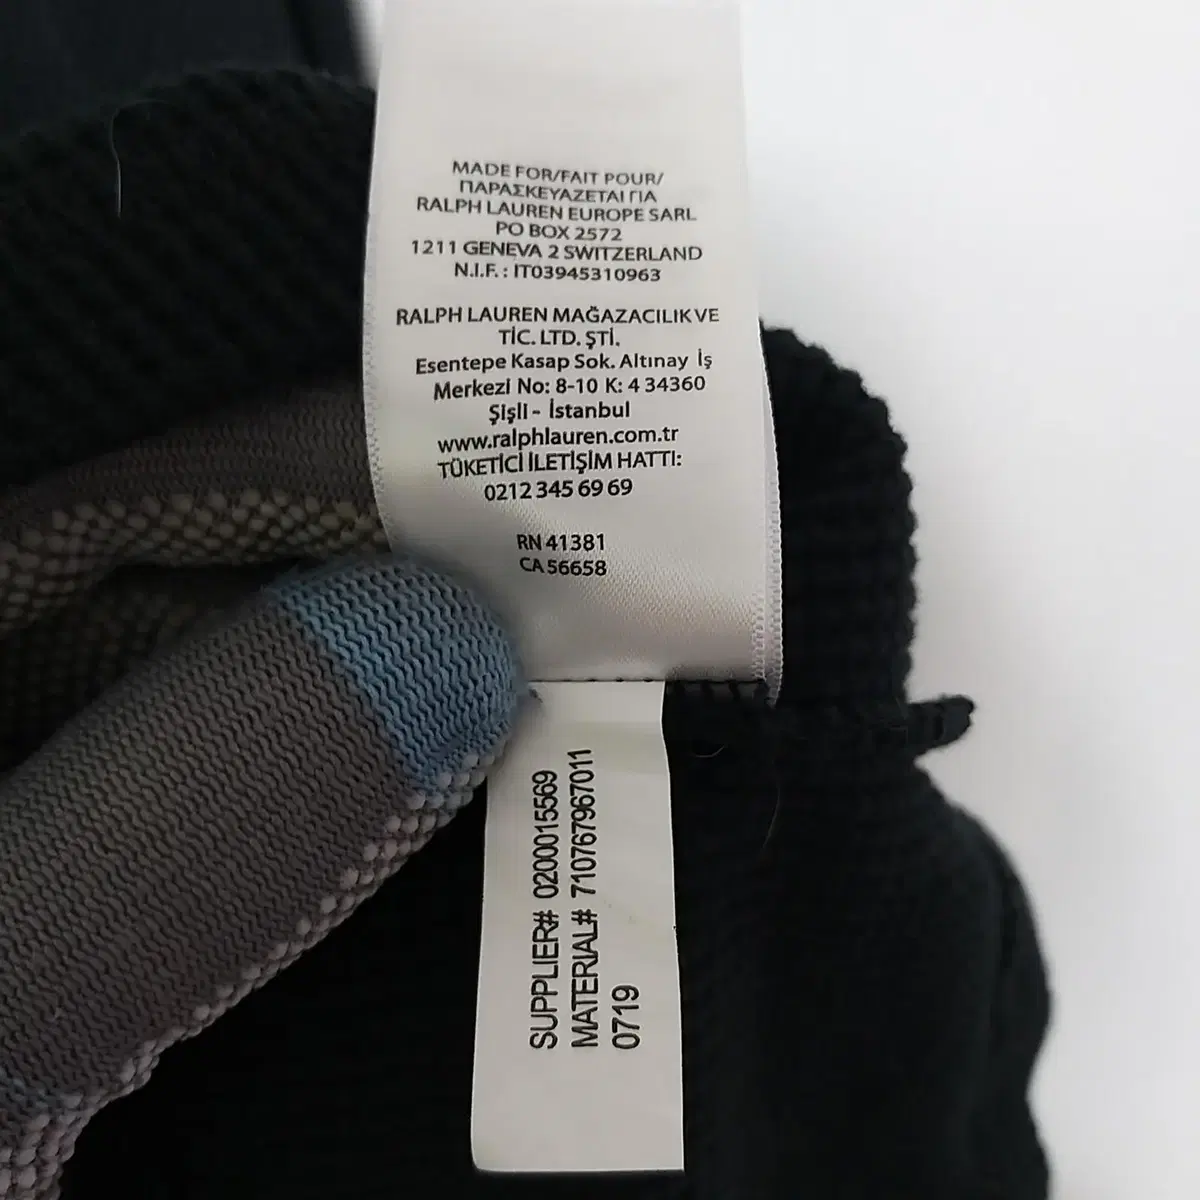 MADE FOR/FAIT POUR/
ΠΑΡΑΣΚΕΥΑΖΕΤΑΙ ΓΙΑ
RALPH LAUREN EUROPE SARL
PO BOX 2572
1211 GENEVA 2 SWITZERLAND
N.I.F. : IT03945310963
RALPH LAUREN MAĞAZACILIK VE
TİC. LTD. ŞTİ.
Esentepe Kasap Sok. Altınay İş
Merkezi No: 8-10 K: 4 34360
Şişli - İstanbul
www.ralphlauren.com.tr
TÜKETİCİ İLETİŞİM HATTI:
0212 345 69 69
RN 41381
CA 56658
SUPPLIER# 0200015569
MATERIAL# 710767967011
0719